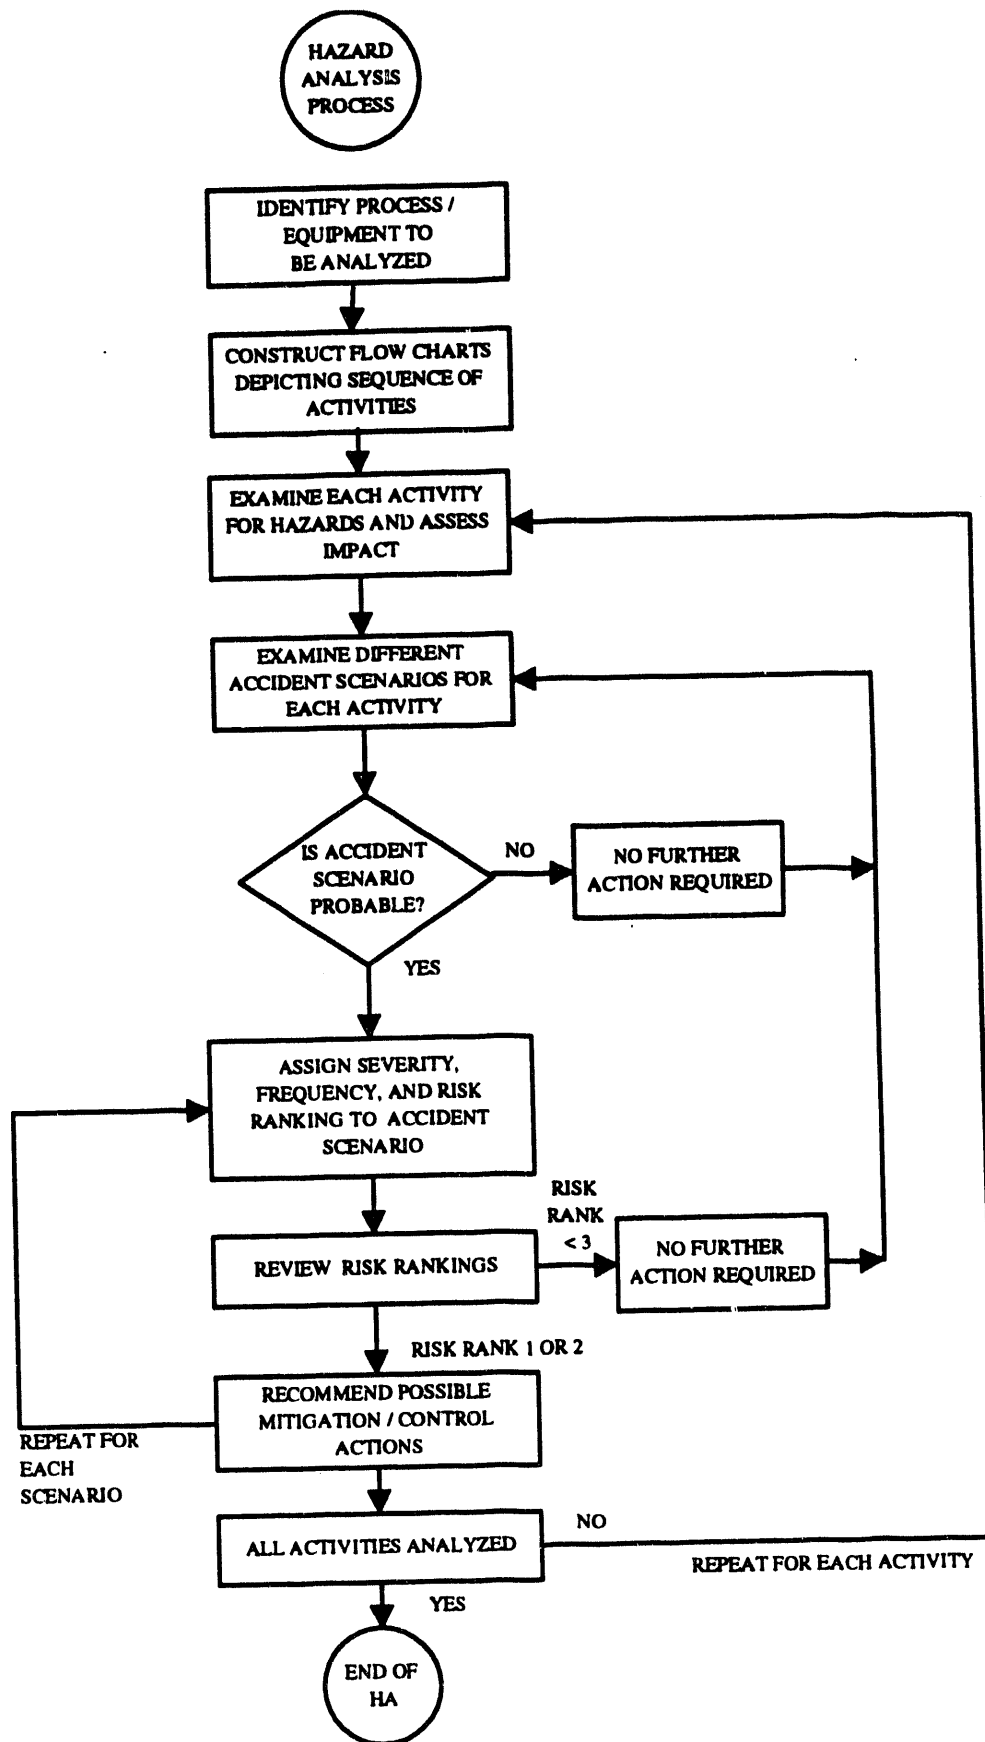 HAZARD
ANALYSIS
PROCESS
IDENTIFY PROCESS /
EQUIPMENT TO
BE ANALYZED
CONSTRUCT FLOW CHARTS
DEPICTING SEQUENCE OF
ACTIVITIES
EXAMINE EACH ACTIVITY
FOR HAZARDS AND ASSESS
IMPACT
EXAMINE DIFFERENT
ACCIDENT SCENARIOS FOR
EACH ACTIVITY
IS ACCIDENT
SCENARIO
PROBABLE?
NO
NO FURTHER
ACTION REQUIRED
YES
ASSIGN SEVERITY,
FREQUENCY, AND RISK
RANKING TO ACCIDENT
SCENARIO
RISK
RANK
< 3
REVIEW RISK RANKINGS
NO FURTHER
ACTION REQUIRED
RISK RANK 1 OR 2
RECOMMEND POSSIBLE
MITIGATION / CONTROL
ACTIONS
REPEAT FOR
EACH
SCENARIO
ALL ACTIVITIES ANALYZED
NO
REPEAT FOR EACH ACTIVITY
YES
END OF
HA